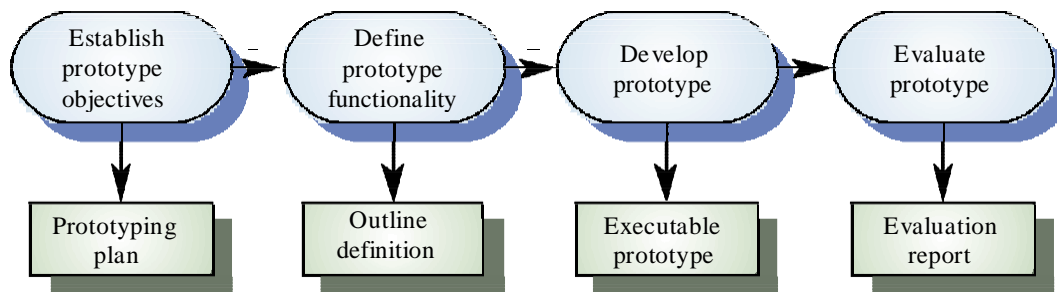 Establish
prototype
objectives
Define
prototype
functionality
Develop
prototype
Evaluate
prototype
Prototyping
plan
Outline
definition
Executable
prototype
Evaluation
report